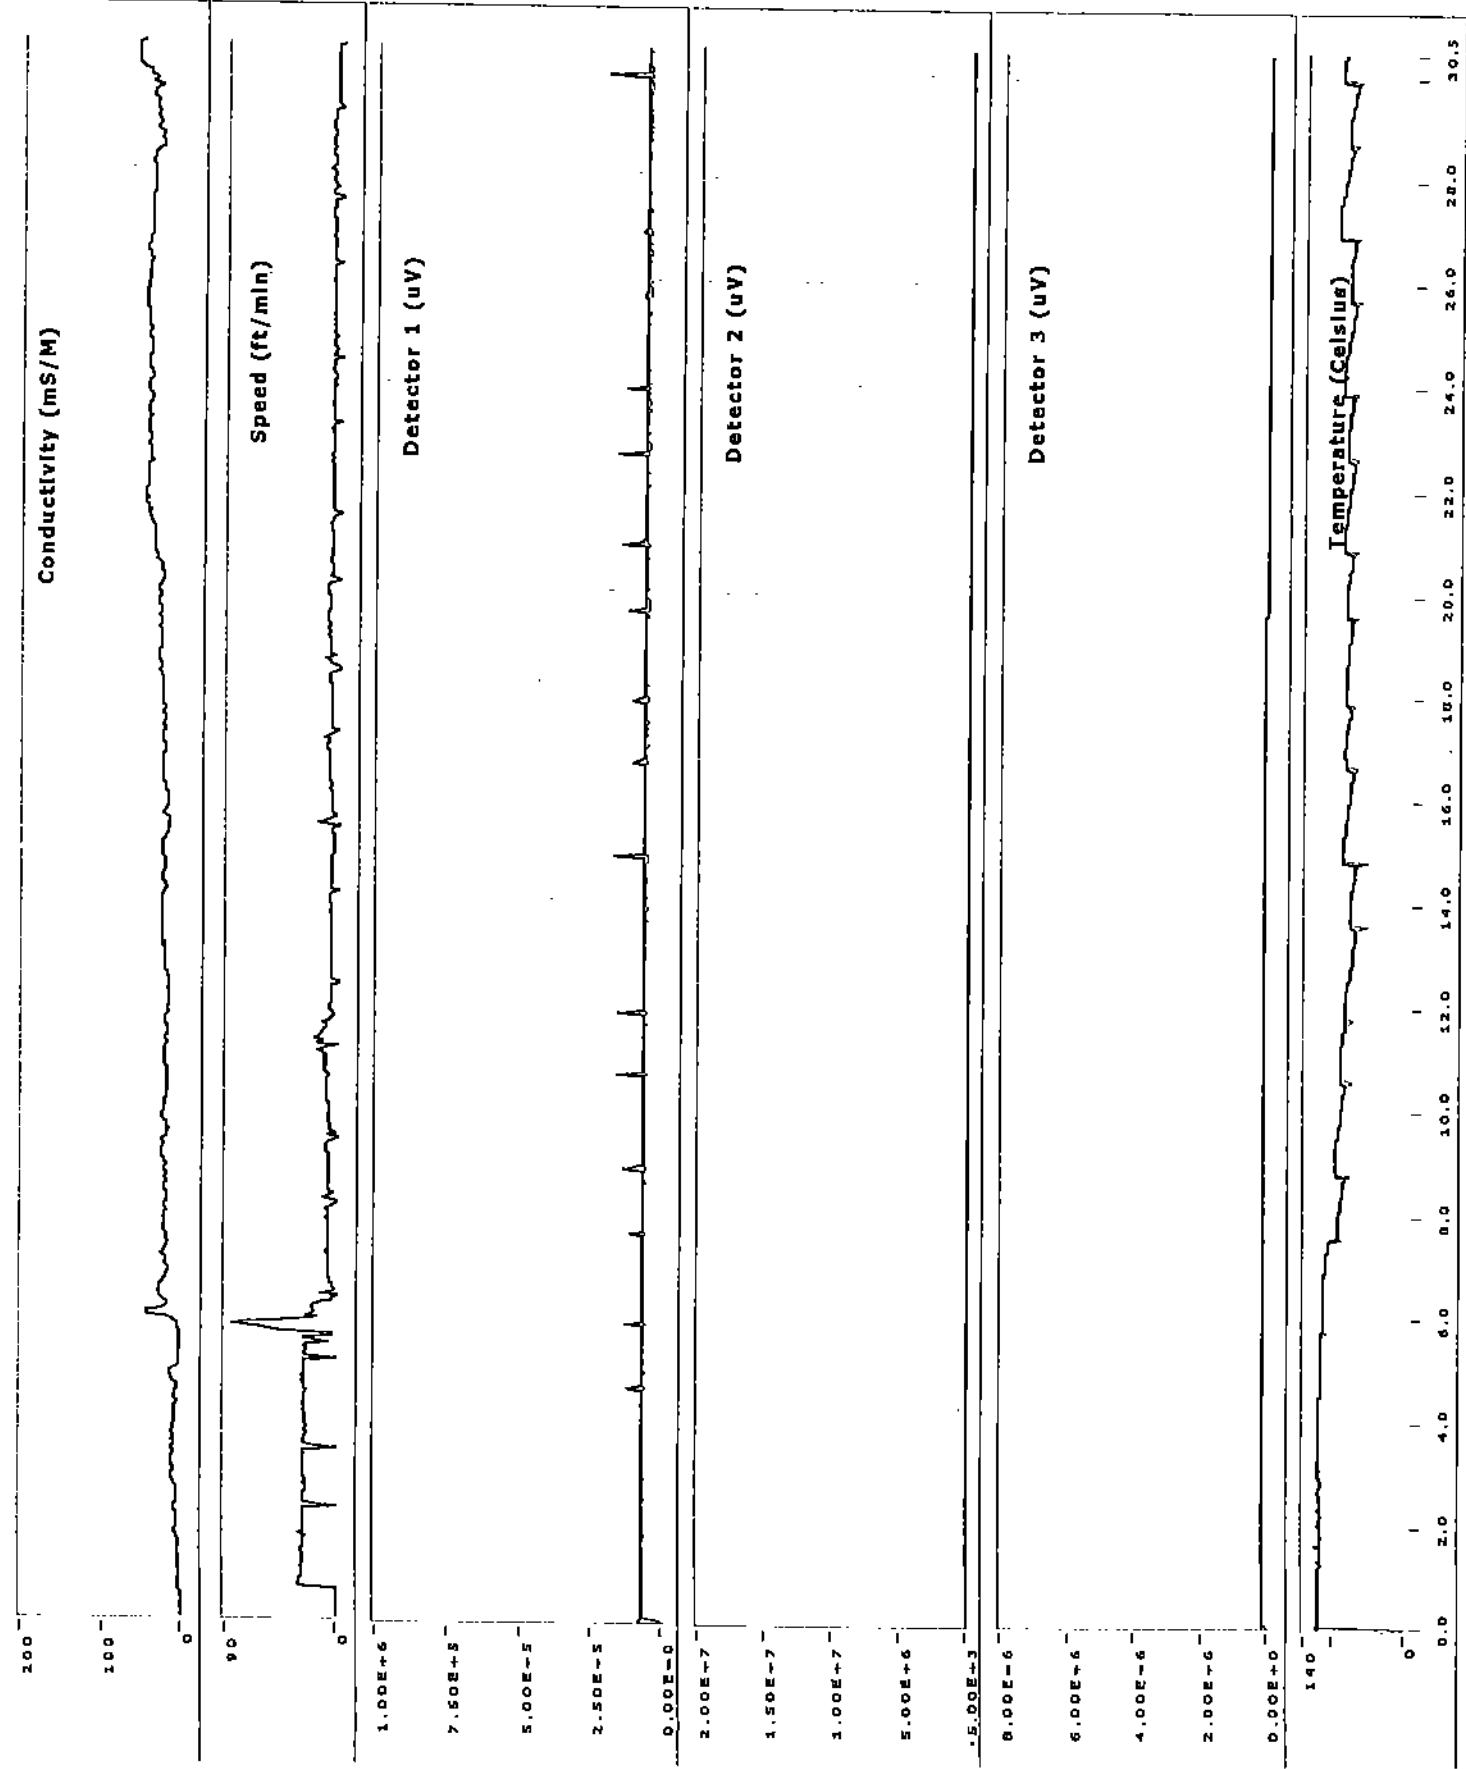 Conductivity (mS/M)
200
100
0
Speed (ft/min)
90
0
Detector 1 (uV)
1.00E+6
7.50E+5
5.00E+5
2.50E+5
0.00E-0
Detector 2 (uV)
2.00E+7
1.50E+7
1.00E+7
5.00E+6
-5.00E+3
Detector 3 (uV)
8.00E-6
6.00E+6
4.00E-6
2.00E+6
0.00E+0
Temperature (Celsius)
140
0
0.0 2.0 4.0 6.0 8.0 10.0 12.0 14.0 16.0 18.0 20.0 22.0 24.0 26.0 28.0 30.5